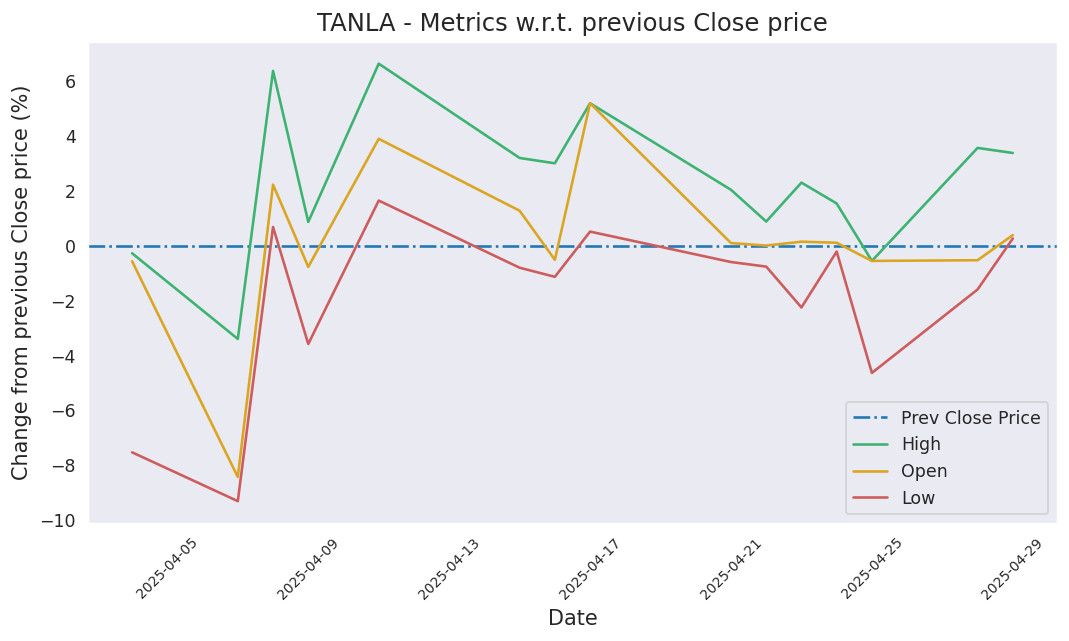 TANLA - Metrics w.r.t. previous Close price
Change from previous Close price (%)
6
4
2
0
−2
−4
−6
−8
−10
Prev Close Price
High
Open
Low
2025-04-05
2025-04-09
2025-04-13
2025-04-17
2025-04-21
2025-04-25
2025-04-29
Date